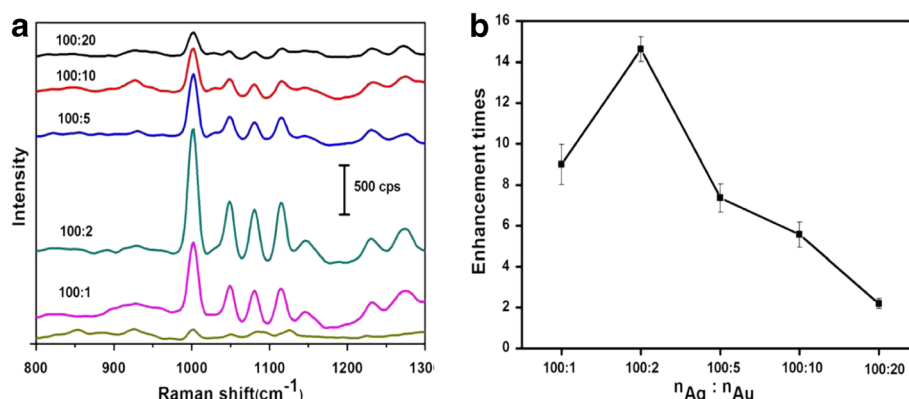 a
100:20
100:10
100:5
500 cps
100:2
100:1
Intensity
800 900 1000 1100 1200 1300
Raman shift(cm-1)
b
16
14
12
10
8
6
4
2
0
Enhancement times
100:1 100:2 100:5 100:10 100:20
nAg : nAu